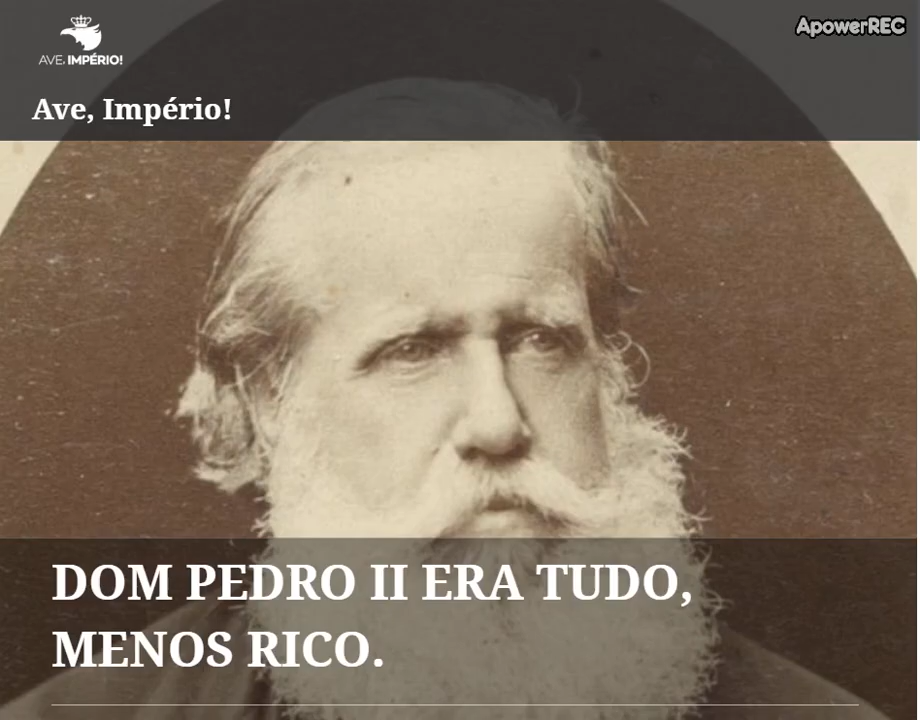 ApowerREC
AVE, IMPÉRIO!
Ave, Império!
DOM PEDRO II ERA TUDO,
MENOS RICO.